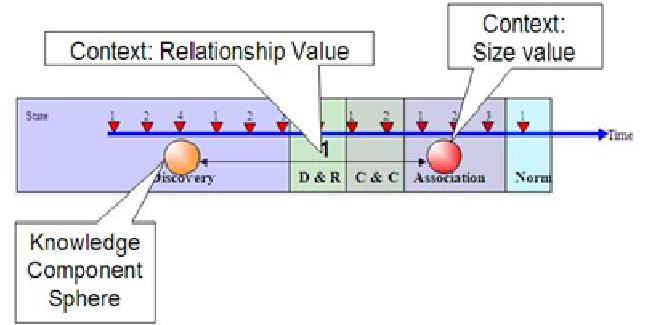 Context:
Size value
Context: Relationship Value
State
1 2 4 1 2 1 2 1 2 3 1
Time
1
Discovery D & R C & C Association Norm
Knowledge
Component
Sphere